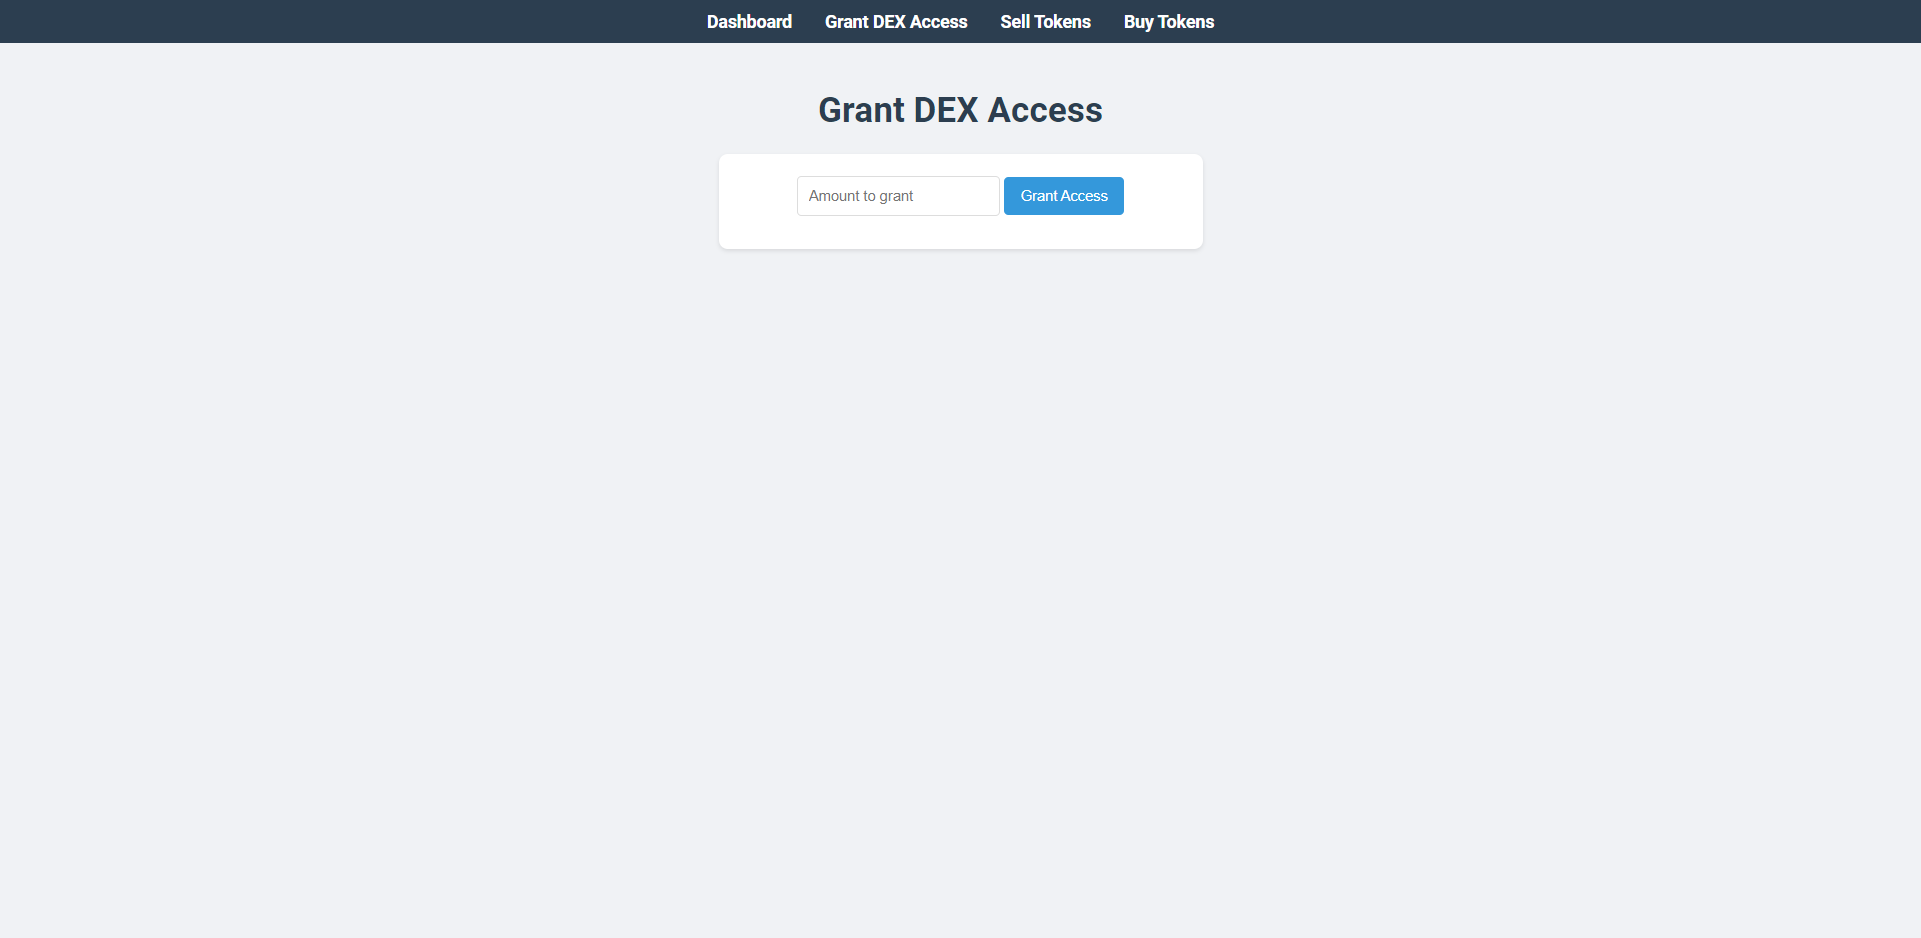 Dashboard Grant DEX Access Sell Tokens Buy Tokens
Grant DEX Access
Amount to grant Grant Access